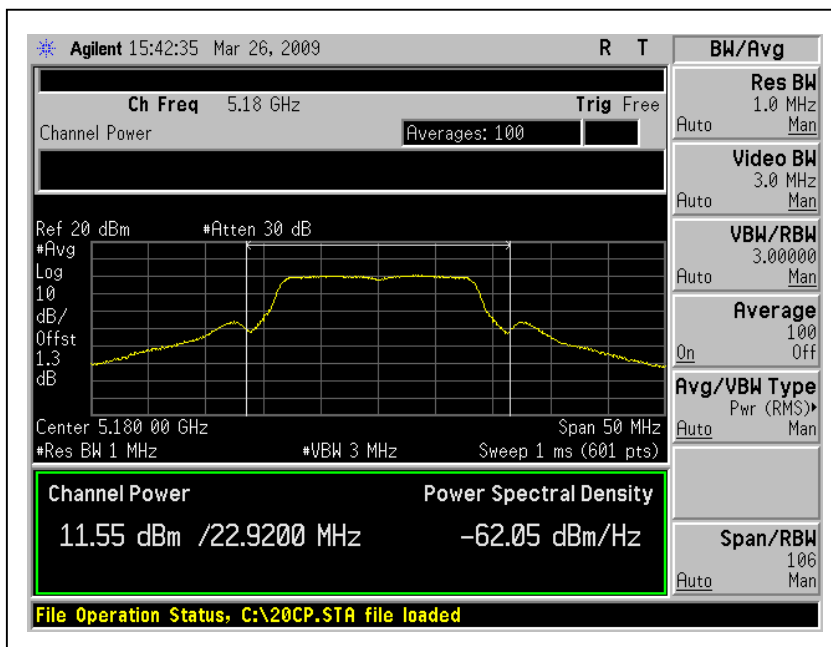 Agilent 15:42:35 Mar 26, 2009 R T
Ch Freq 5.18 GHz Trig Free
Channel Power Averages: 100
Ref 20 dBm #Atten 30 dB
#Avg
Log
10
dB/
Offst
1.3
dB
Center 5.180 00 GHz Span 50 MHz
#Res BW 1 MHz #VBW 3 MHz Sweep 1 ms (601 pts)
Channel Power Power Spectral Density
11.55 dBm /22.9200 MHz -62.05 dBm/Hz
File Operation Status, C:\20CP.STA file loaded
BW/Avg
Res BW
1.0 MHz
Auto Man
Video BW
3.0 MHz
Auto Man
VBW/RBW
3.00000
Auto Man
Average
100
On Off
Avg/VBW Type
Pwr (RMS)
Auto Man
Span/RBW
106
Auto Man